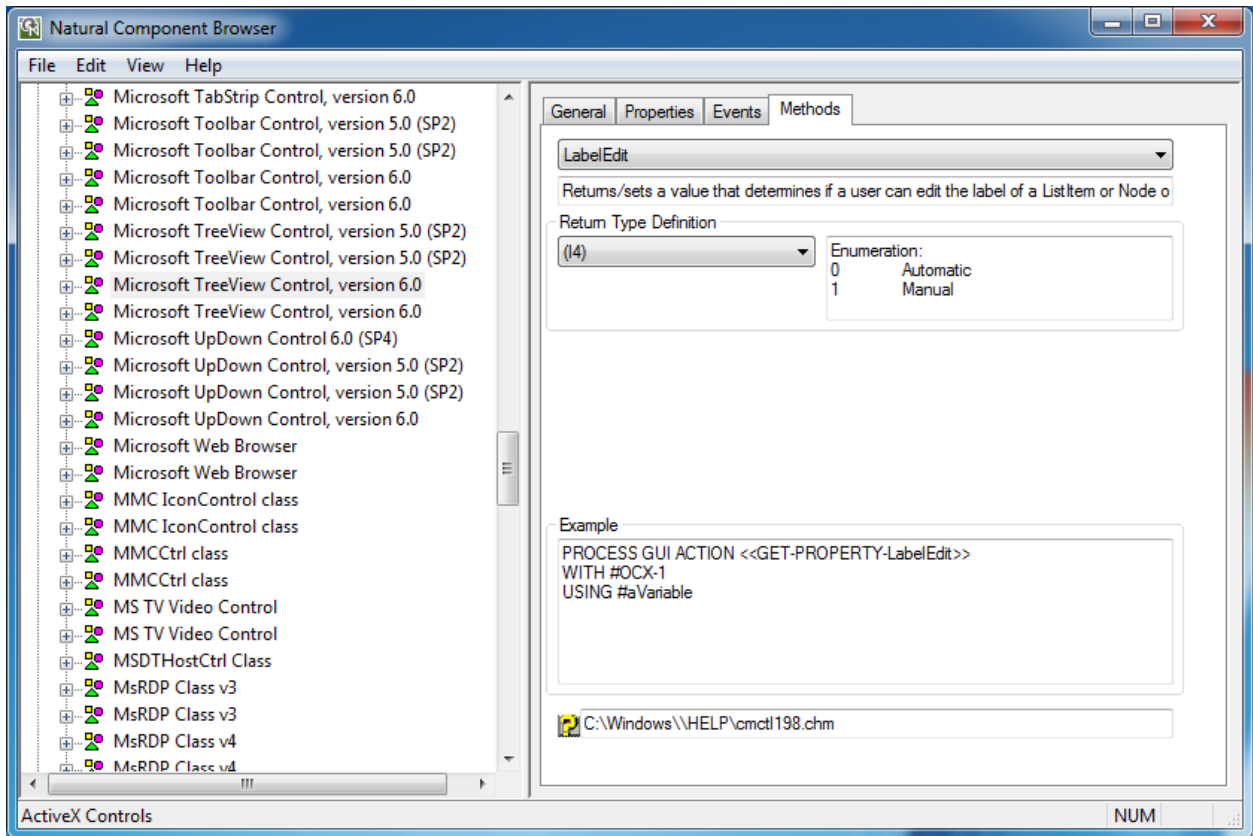 Natural Component Browser
File Edit View Help
Microsoft TabStrip Control, version 6.0
Microsoft Toolbar Control, version 5.0 (SP2)
Microsoft Toolbar Control, version 5.0 (SP2)
Microsoft Toolbar Control, version 6.0
Microsoft Toolbar Control, version 6.0
Microsoft TreeView Control, version 5.0 (SP2)
Microsoft TreeView Control, version 5.0 (SP2)
Microsoft TreeView Control, version 6.0
Microsoft TreeView Control, version 6.0
Microsoft UpDown Control 6.0 (SP4)
Microsoft UpDown Control, version 5.0 (SP2)
Microsoft UpDown Control, version 5.0 (SP2)
Microsoft UpDown Control, version 6.0
Microsoft Web Browser
Microsoft Web Browser
MMC IconControl class
MMC IconControl class
MMCCtrl class
MMCCtrl class
MS TV Video Control
MS TV Video Control
MSDTHostCtrl Class
MsRDP Class v3
MsRDP Class v3
MsRDP Class v4
MsRDP Class v4
General Properties Events Methods
LabelEdit
Returns/sets a value that determines if a user can edit the label of a ListItem or Node o
Return Type Definition
(I4)
Enumeration:
0 Automatic
1 Manual
Example
PROCESS GUI ACTION <<GET-PROPERTY-LabelEdit>>
WITH #OCX-1
USING #aVariable
C:\Windows\\HELP\cmctl198.chm
ActiveX Controls NUM